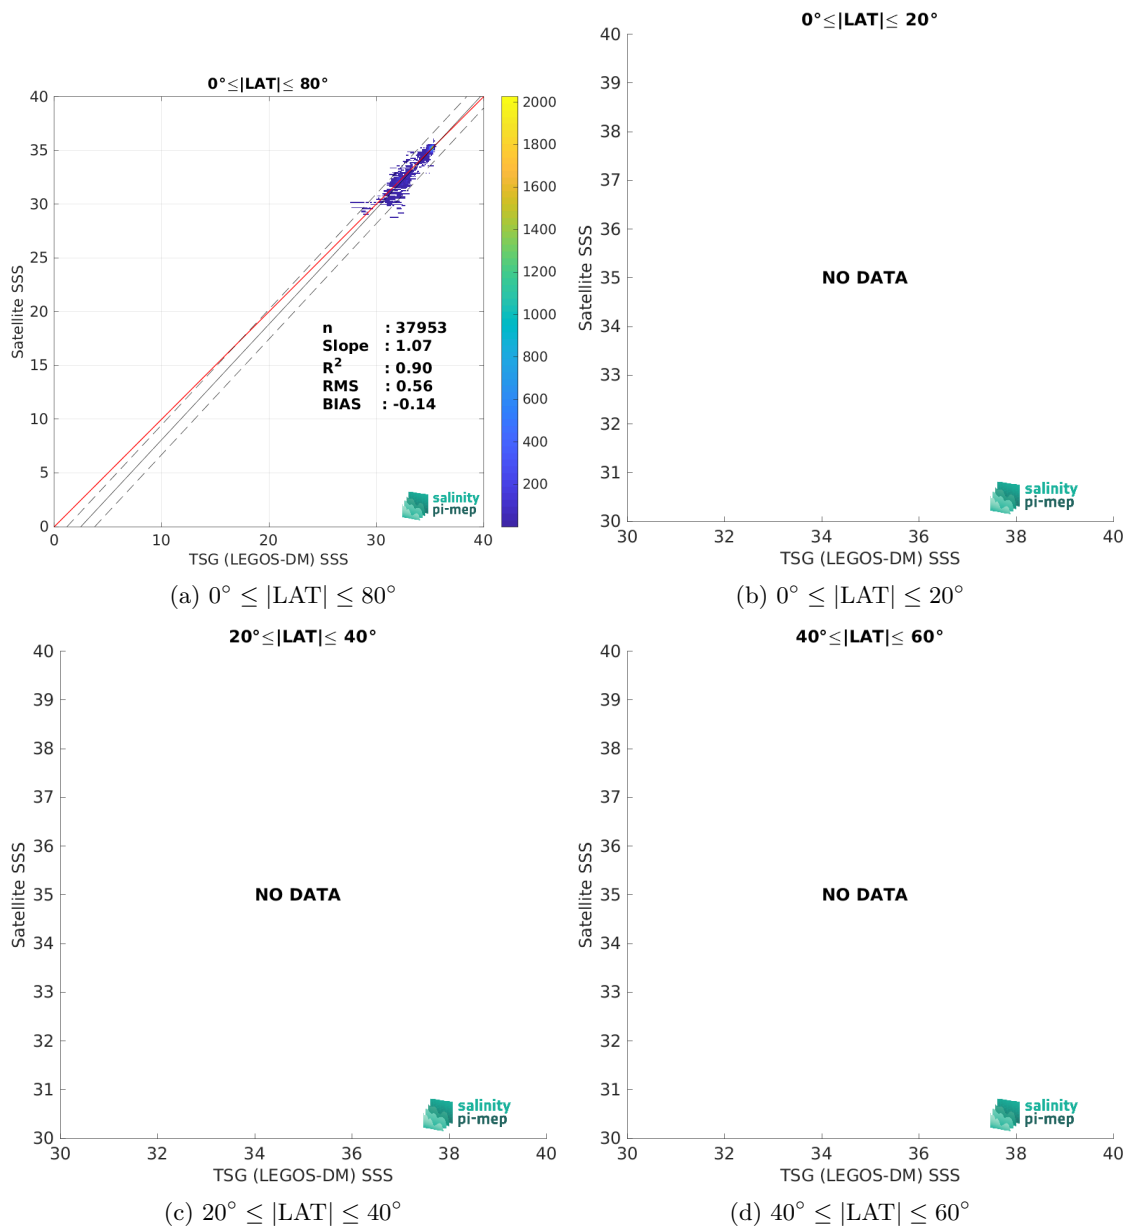 0°≤|LAT|≤ 80°
40
35
30
25
20
15
10
5
0
Satellite SSS
0
10
20
30
40
TSG (LEGOS-DM) SSS
n : 37953
Slope : 1.07
R² : 0.90
RMS : 0.56
BIAS : -0.14
salinity
pi-mep
2000
1800
1600
1400
1200
1000
800
600
400
200
(a) 0° ≤ |LAT| ≤ 80°
0°≤|LAT|≤ 20°
40
39
38
37
36
35
34
33
32
31
30
Satellite SSS
NO DATA
salinity
pi-mep
30
32
34
36
38
40
TSG (LEGOS-DM) SSS
(b) 0° ≤ |LAT| ≤ 20°
20°≤|LAT|≤ 40°
40
39
38
37
36
35
34
33
32
31
30
Satellite SSS
NO DATA
salinity
pi-mep
30
32
34
36
38
40
TSG (LEGOS-DM) SSS
(c) 20° ≤ |LAT| ≤ 40°
40°≤|LAT|≤ 60°
40
39
38
37
36
35
34
33
32
31
30
Satellite SSS
NO DATA
salinity
pi-mep
30
32
34
36
38
40
TSG (LEGOS-DM) SSS
(d) 40° ≤ |LAT| ≤ 60°